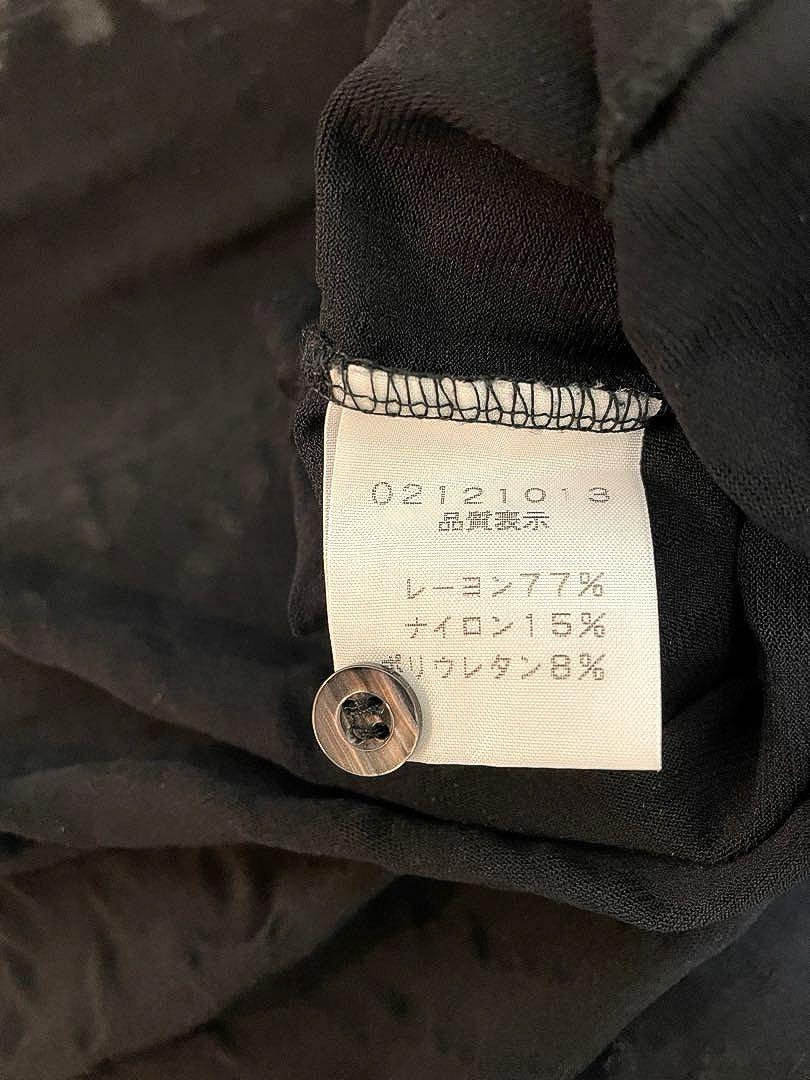 02121013
品質表示
レーヨン77%
ナイロン15%
ポリウレタン8%